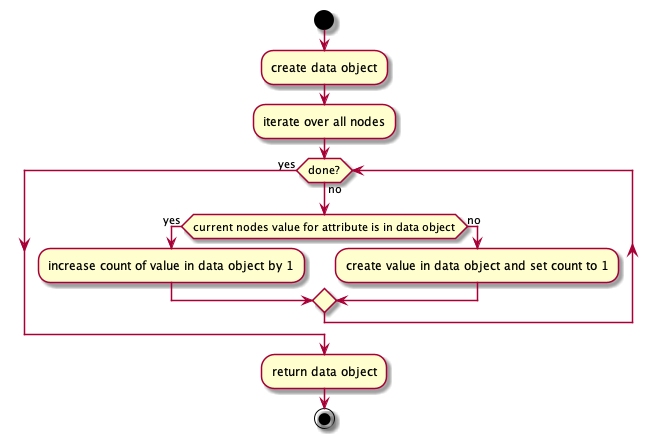 create data object
iterate over all nodes
yes
done?
no
yes
current nodes value for attribute is in data object
no
increase count of value in data object by 1
create value in data object and set count to 1
return data object